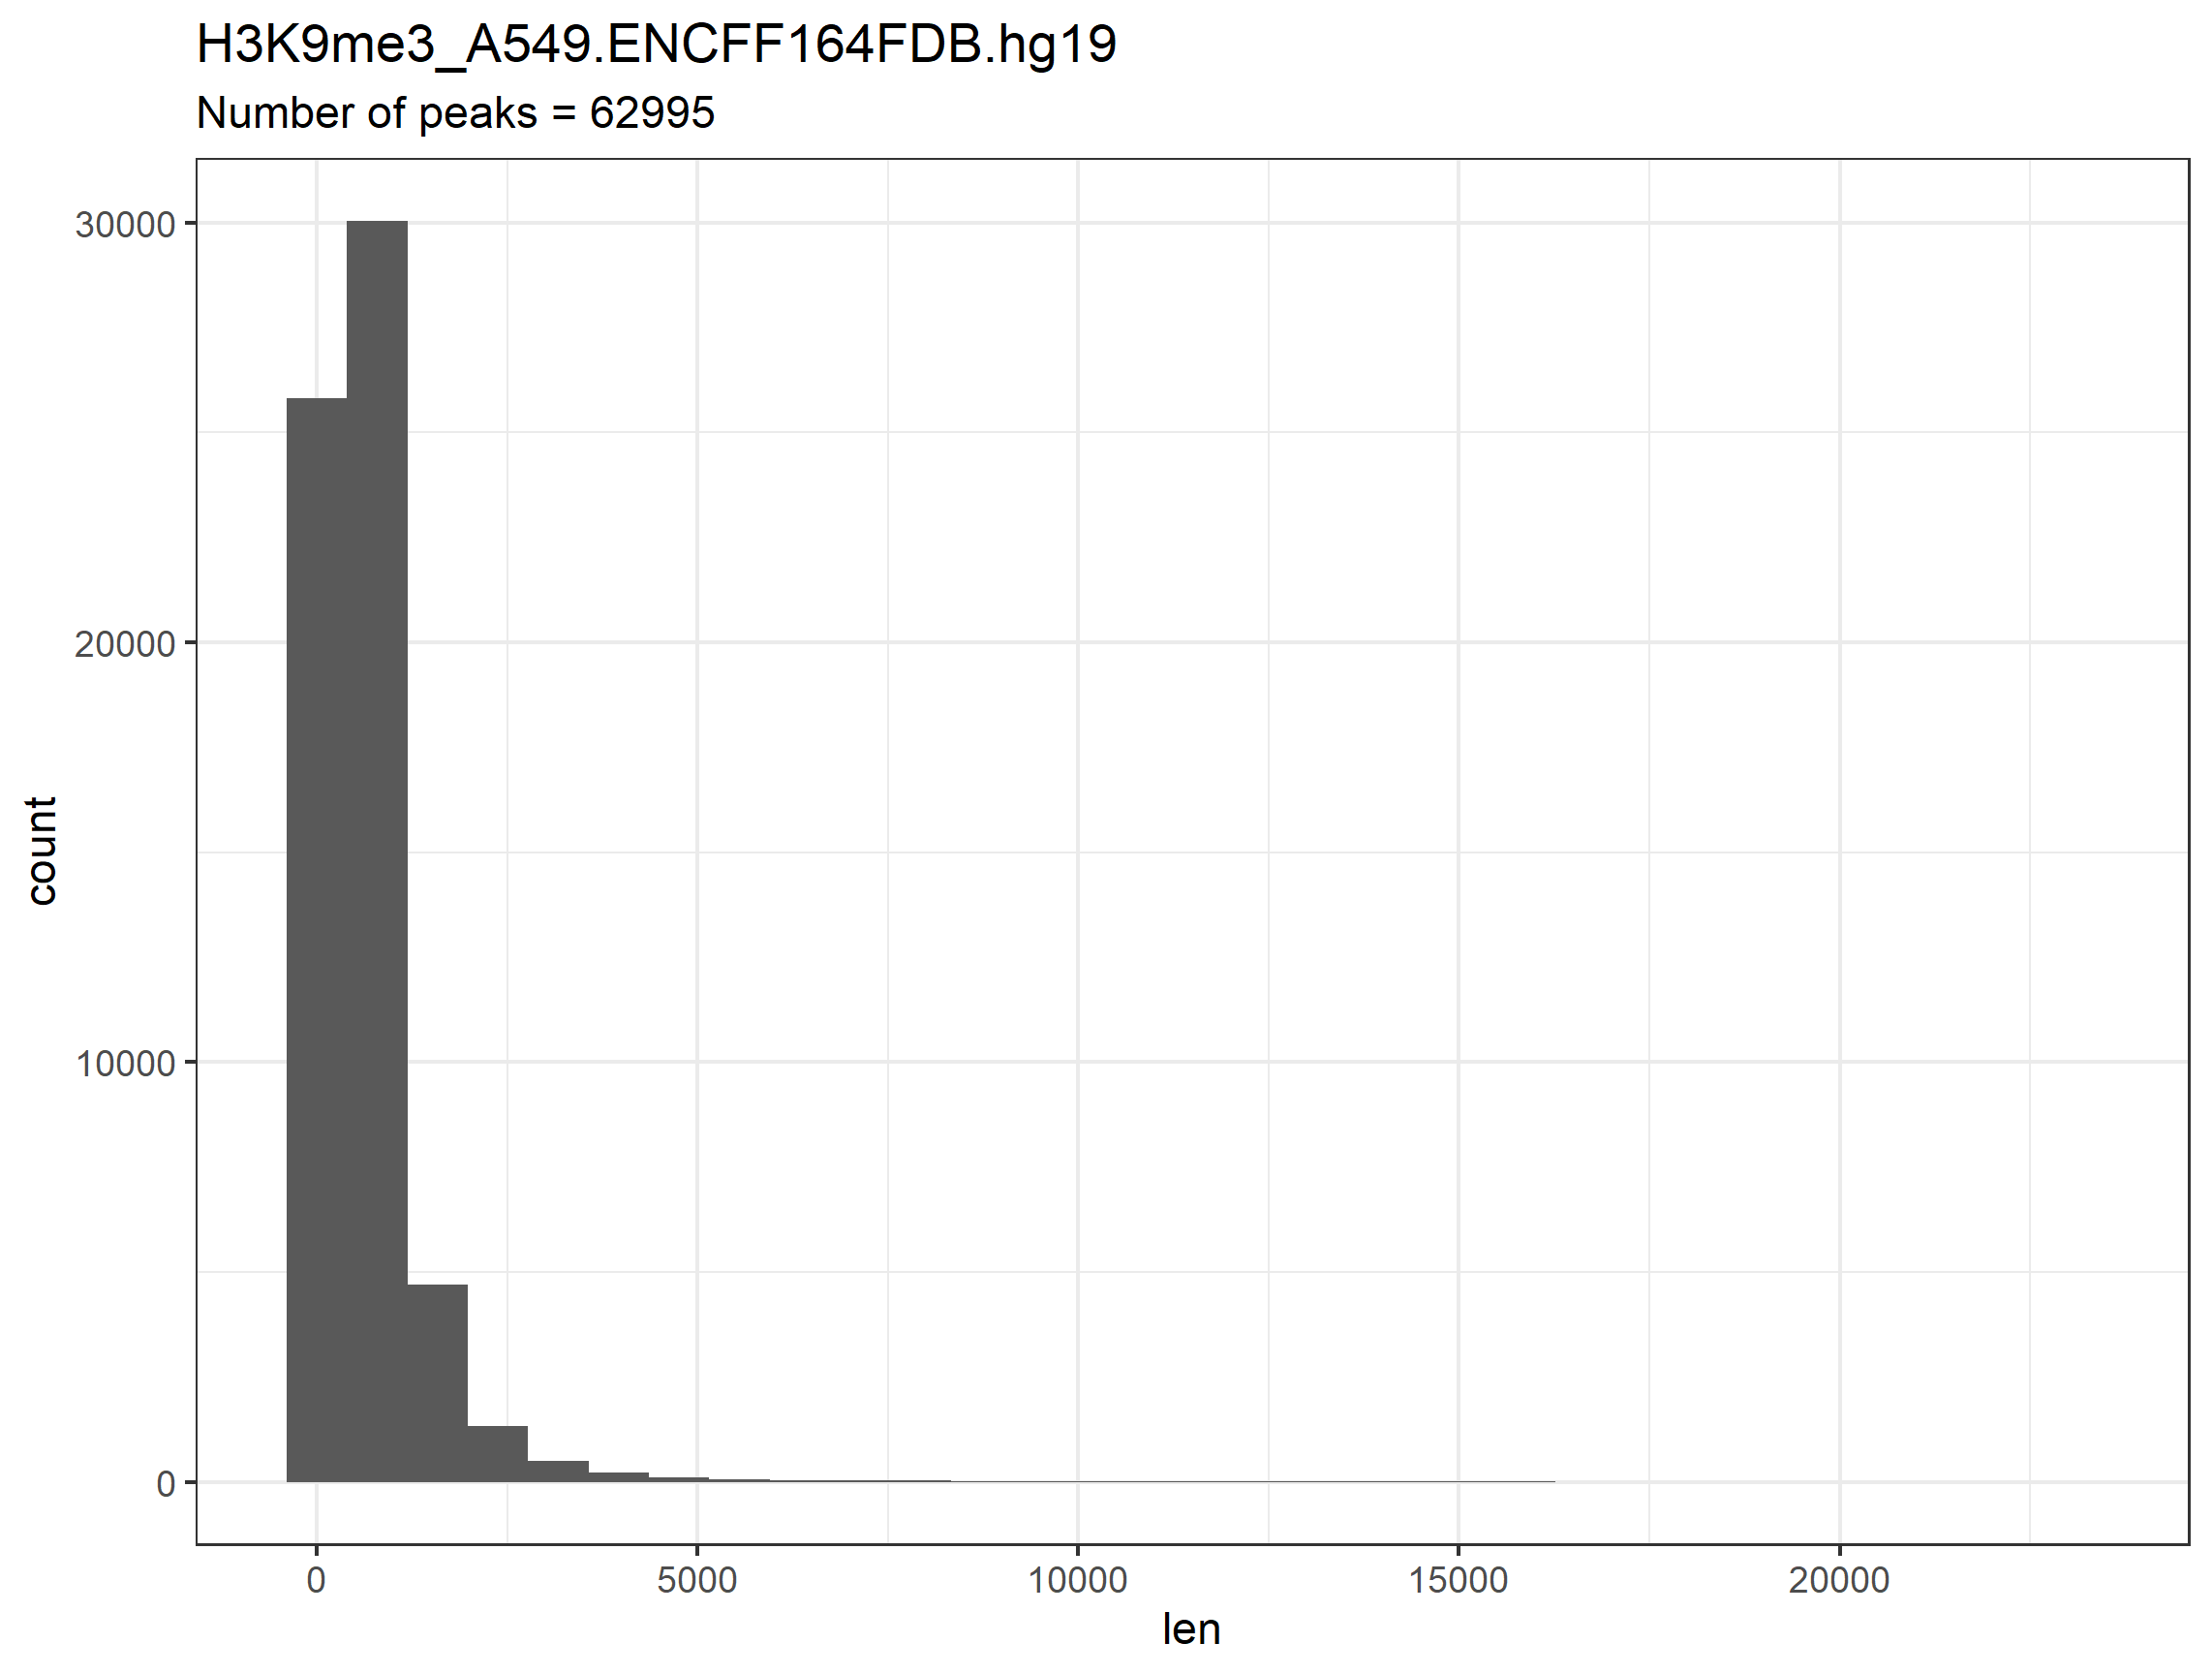 H3K9me3_A549.ENCFF164FDB.hg19
Number of peaks = 62995
30000
20000
10000
0
count
0 5000 10000 15000 20000
len